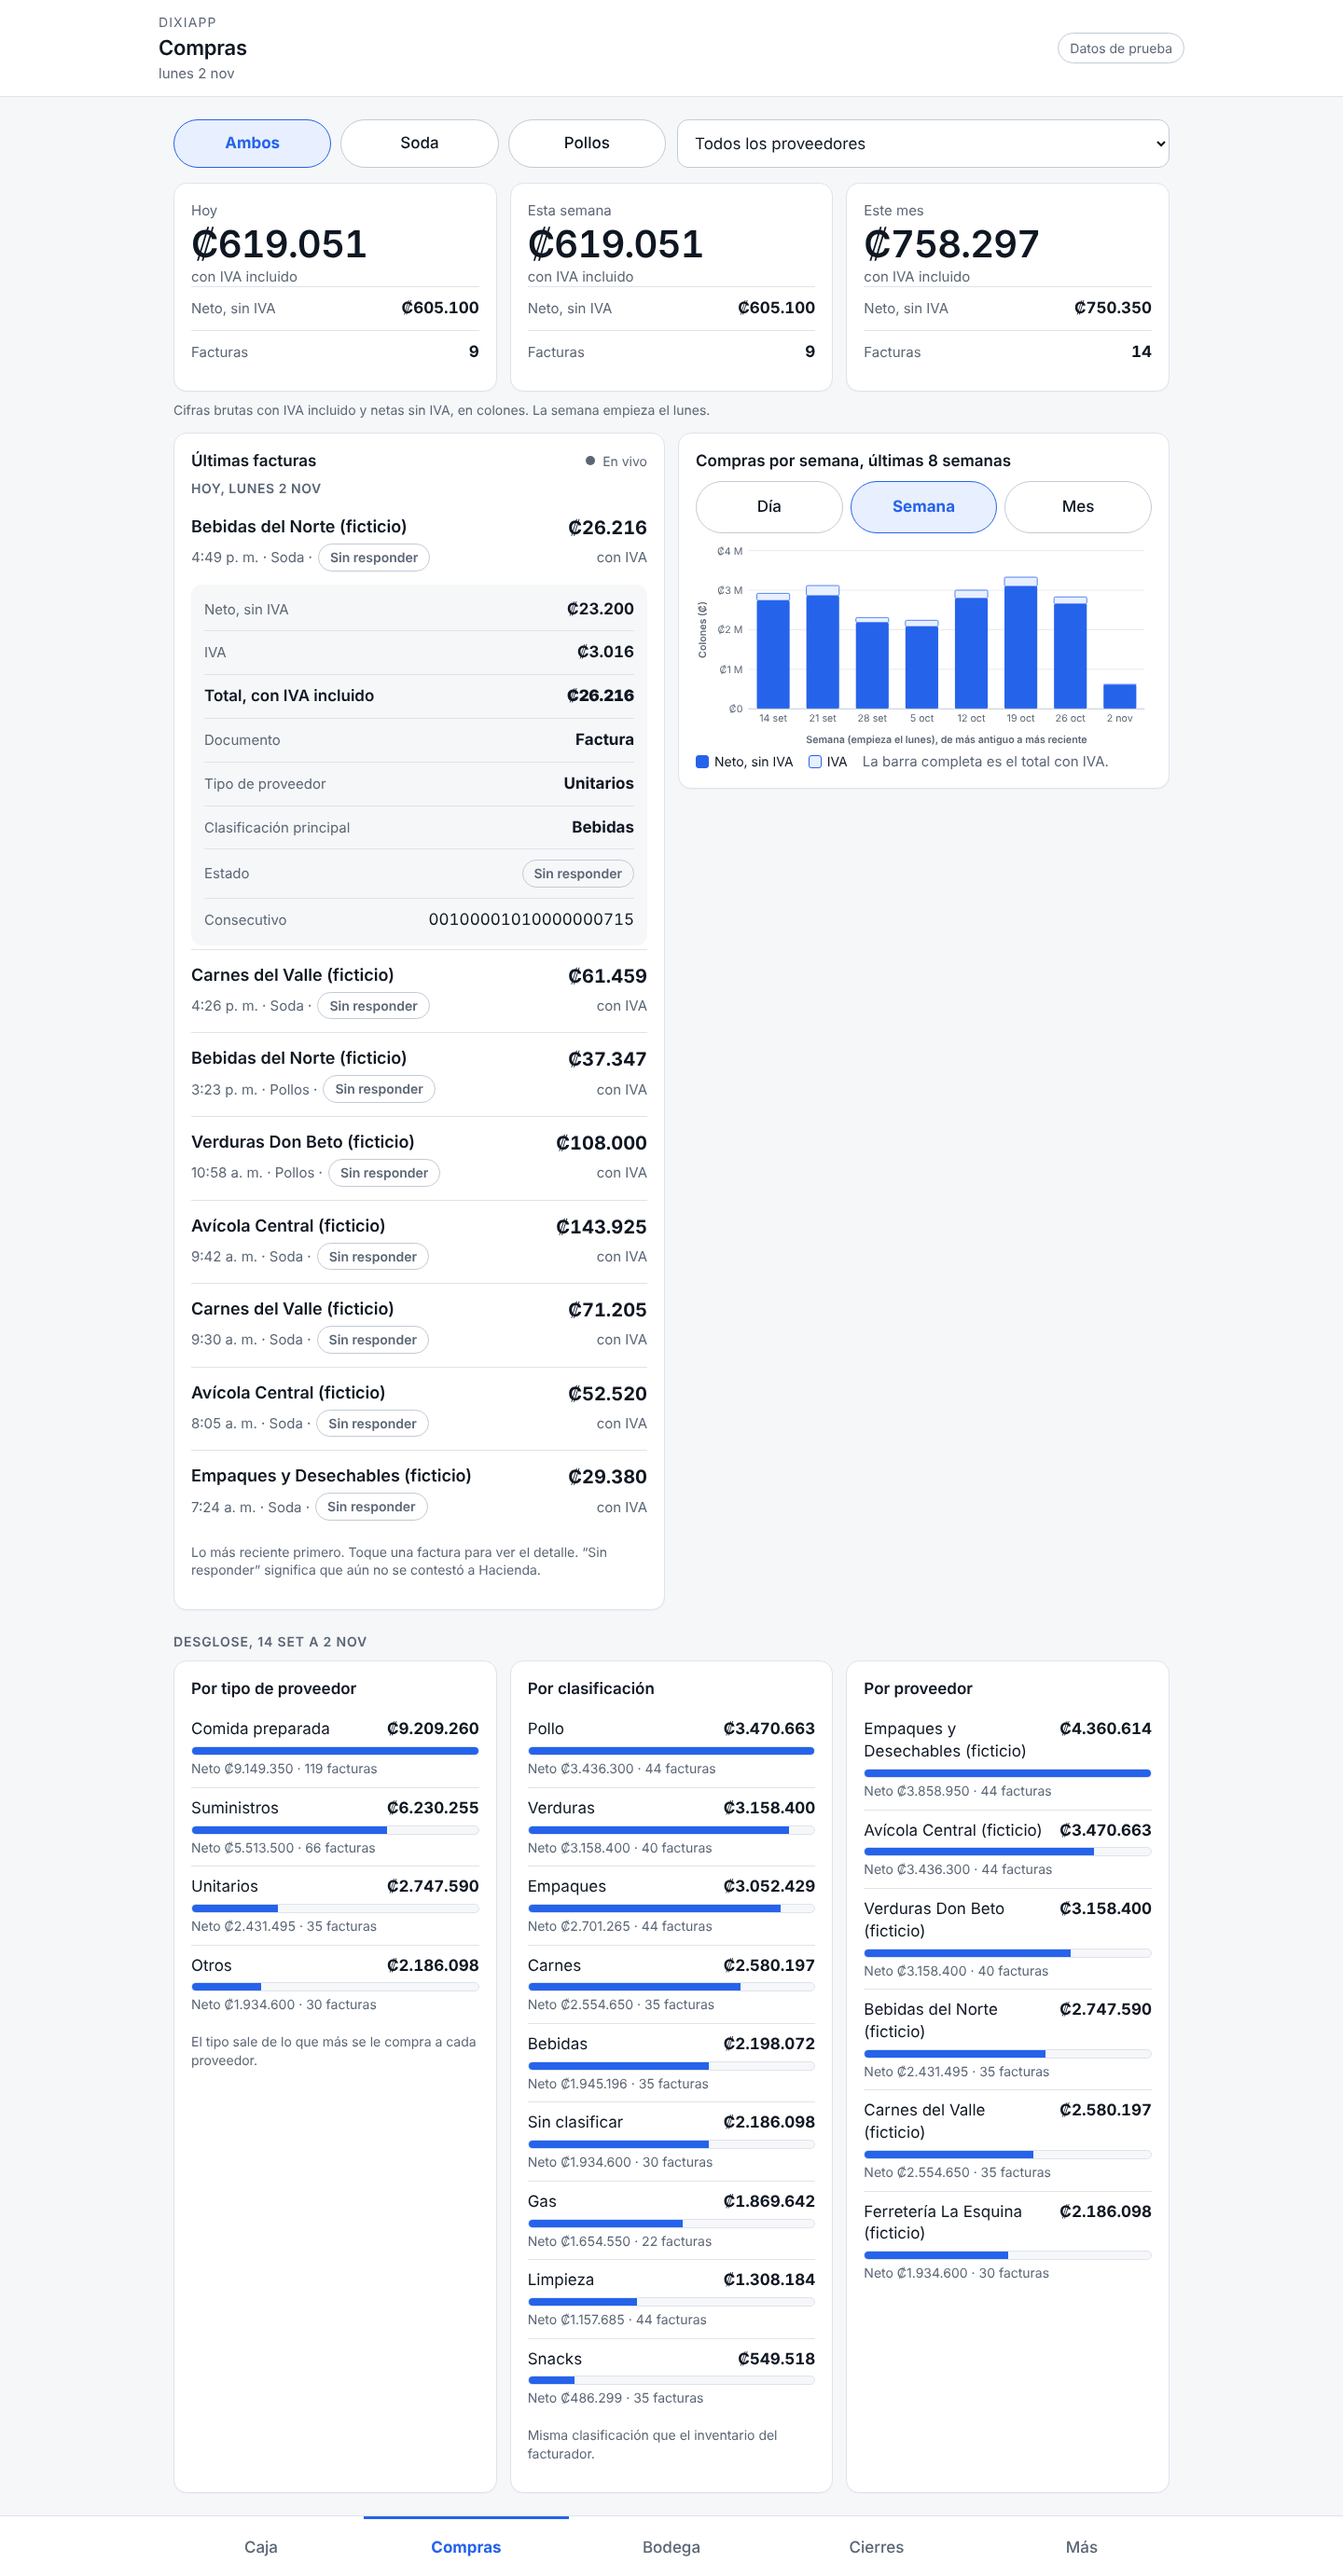 DIXIAPP
Compras
lunes 2 nov
Datos de prueba
Ambos
Soda
Pollos
Todos los proveedores
Hoy
₡619.051
con IVA incluido
Neto, sin IVA ₡605.100
Facturas 9
Esta semana
₡619.051
con IVA incluido
Neto, sin IVA ₡605.100
Facturas 9
Este mes
₡758.297
con IVA incluido
Neto, sin IVA ₡750.350
Facturas 14
Cifras brutas con IVA incluido y netas sin IVA, en colones. La semana empieza el lunes.
Últimas facturas
En vivo
HOY, LUNES 2 NOV
Bebidas del Norte (ficticio) ₡26.216
4:49 p. m. · Soda · Sin responder con IVA
Neto, sin IVA ₡23.200
IVA ₡3.016
Total, con IVA incluido ₡26.216
Documento Factura
Tipo de proveedor Unitarios
Clasificación principal Bebidas
Estado Sin responder
Consecutivo 00100001010000000715
Carnes del Valle (ficticio) ₡61.459
4:26 p. m. · Soda · Sin responder con IVA
Bebidas del Norte (ficticio) ₡37.347
3:23 p. m. · Pollos · Sin responder con IVA
Verduras Don Beto (ficticio) ₡108.000
10:58 a. m. · Pollos · Sin responder con IVA
Avícola Central (ficticio) ₡143.925
9:42 a. m. · Soda · Sin responder con IVA
Carnes del Valle (ficticio) ₡71.205
9:30 a. m. · Soda · Sin responder con IVA
Avícola Central (ficticio) ₡52.520
8:05 a. m. · Soda · Sin responder con IVA
Empaques y Desechables (ficticio) ₡29.380
7:24 a. m. · Soda · Sin responder con IVA
Lo más reciente primero. Toque una factura para ver el detalle. “Sin
responder” significa que aún no se contestó a Hacienda.
Compras por semana, últimas 8 semanas
Día
Semana
Mes
Colones (₡)
₡4 M
₡3 M
₡2 M
₡1 M
₡0
14 set 21 set 28 set 5 oct 12 oct 19 oct 26 oct 2 nov
Semana (empieza el lunes), de más antiguo a más reciente
Neto, sin IVA IVA La barra completa es el total con IVA.
DESGLOSE, 14 SET A 2 NOV
Por tipo de proveedor
Comida preparada ₡9.209.260
Neto ₡9.149.350 · 119 facturas
Suministros ₡6.230.255
Neto ₡5.513.500 · 66 facturas
Unitarios ₡2.747.590
Neto ₡2.431.495 · 35 facturas
Otros ₡2.186.098
Neto ₡1.934.600 · 30 facturas
El tipo sale de lo que más se le compra a cada
proveedor.
Por clasificación
Pollo ₡3.470.663
Neto ₡3.436.300 · 44 facturas
Verduras ₡3.158.400
Neto ₡3.158.400 · 40 facturas
Empaques ₡3.052.429
Neto ₡2.701.265 · 44 facturas
Carnes ₡2.580.197
Neto ₡2.554.650 · 35 facturas
Bebidas ₡2.198.072
Neto ₡1.945.196 · 35 facturas
Sin clasificar ₡2.186.098
Neto ₡1.934.600 · 30 facturas
Gas ₡1.869.642
Neto ₡1.654.550 · 22 facturas
Limpieza ₡1.308.184
Neto ₡1.157.685 · 44 facturas
Snacks ₡549.518
Neto ₡486.299 · 35 facturas
Misma clasificación que el inventario del
facturador.
Por proveedor
Empaques y ₡4.360.614
Desechables (ficticio)
Neto ₡3.858.950 · 44 facturas
Avícola Central (ficticio) ₡3.470.663
Neto ₡3.436.300 · 44 facturas
Verduras Don Beto ₡3.158.400
(ficticio)
Neto ₡3.158.400 · 40 facturas
Bebidas del Norte ₡2.747.590
(ficticio)
Neto ₡2.431.495 · 35 facturas
Carnes del Valle ₡2.580.197
(ficticio)
Neto ₡2.554.650 · 35 facturas
Ferretería La Esquina ₡2.186.098
(ficticio)
Neto ₡1.934.600 · 30 facturas
Caja
Compras
Bodega
Cierres
Más